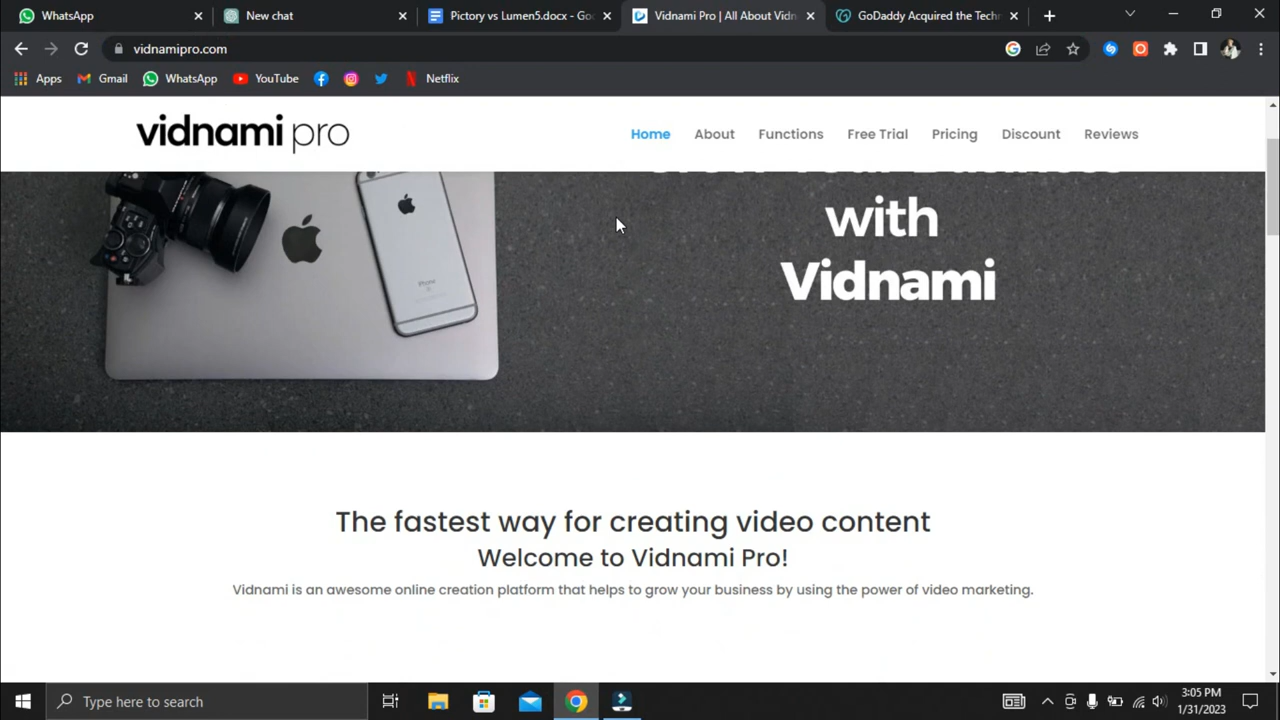 WhatsApp
New chat
Pictory vs Lumen5.docx - Goo
Vidnami Pro | All About Vidn
GoDaddy Acquired the Techn
vidnamipro.com
Apps
Gmail
WhatsApp
YouTube
Netflix
vidnami pro
Home
About
Functions
Free Trial
Pricing
Discount
Reviews
with
Vidnami
iPhone
The fastest way for creating video content
Welcome to Vidnami Pro!
Vidnami is an awesome online creation platform that helps to grow your business by using the power of video marketing.
Type here to search
3:05 PM
1/31/2023